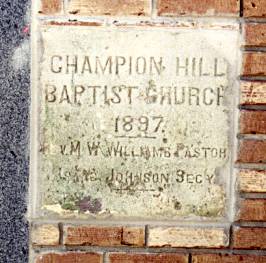 CHAMPION HILL
BAPTIST CHURCH
1897
M. W. WILLIAMS PASTOR
JOHNSON SECY